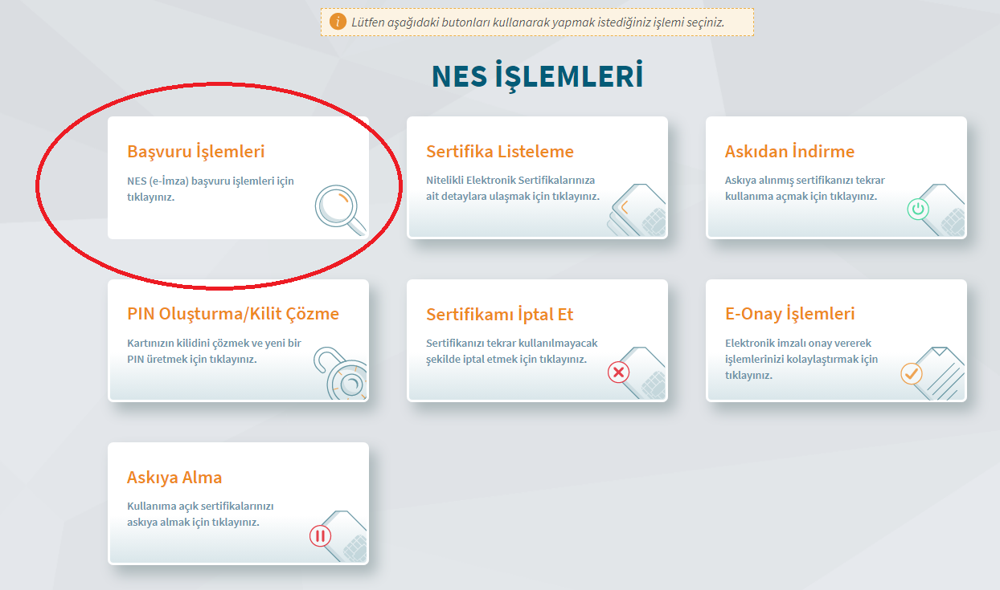 i Lütfen aşağıdaki butonları kullanarak yapmak istediğiniz işlemi seçiniz.
NES İŞLEMLERİ
Başvuru İşlemleri
NES (e-İmza) başvuru işlemleri için
tıklayınız.
Sertifika Listeleme
Nitelikli Elektronik Sertifikalarınıza
ait detaylara ulaşmak için tıklayınız.
Askıdan İndirme
Askıya alınmış sertifikanızı tekrar
kullanıma açmak için tıklayınız.
PIN Oluşturma/Kilit Çözme
Kartınızın kilidini çözmek ve yeni bir
PIN üretmek için tıklayınız.
Sertifikamı İptal Et
Sertifikanızı tekrar kullanılmayacak
şekilde iptal etmek için tıklayınız.
E-Onay İşlemleri
Elektronik imzalı onay vererek
işlemlerinizi kolaylaştırmak için
tıklayınız.
Askıya Alma
Kullanıma açık sertifikalarınızı
askıya almak için tıklayınız.